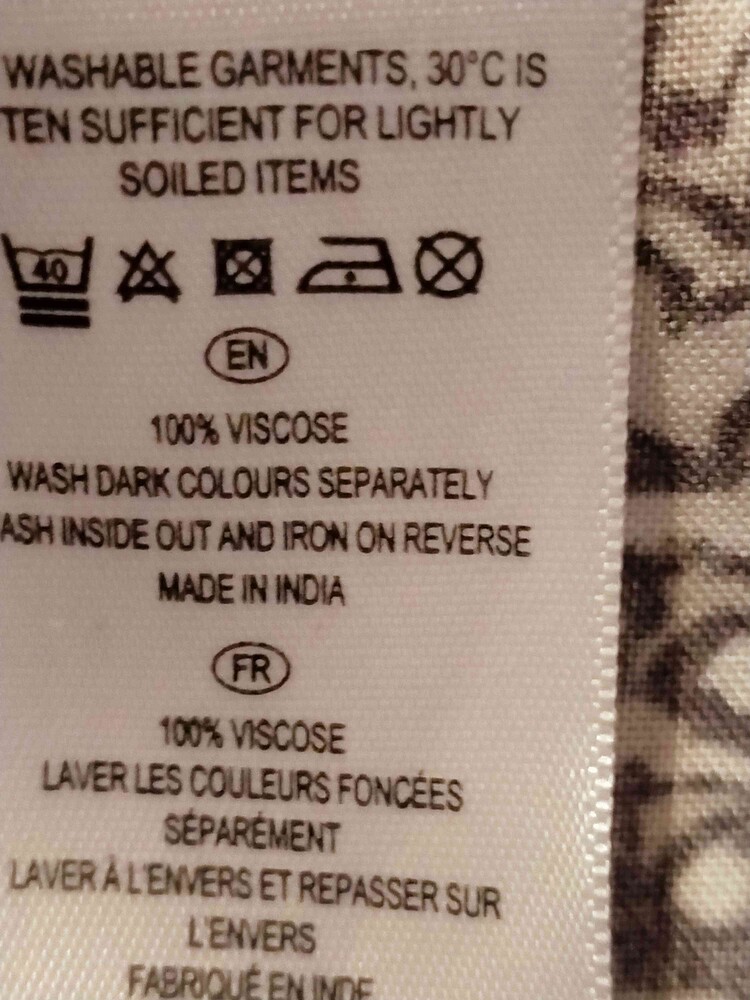 WASHABLE GARMENTS, 30°C IS
TEN SUFFICIENT FOR LIGHTLY
SOILED ITEMS
40
EN
100% VISCOSE
WASH DARK COLOURS SEPARATELY
ASH INSIDE OUT AND IRON ON REVERSE
MADE IN INDIA
FR
100% VISCOSE
LAVER LES COULEURS FONCÉES
SÉPARÉMENT
LAVER À L'ENVERS ET REPASSER SUR
L'ENVERS
FABRIQUÉ EN INDE